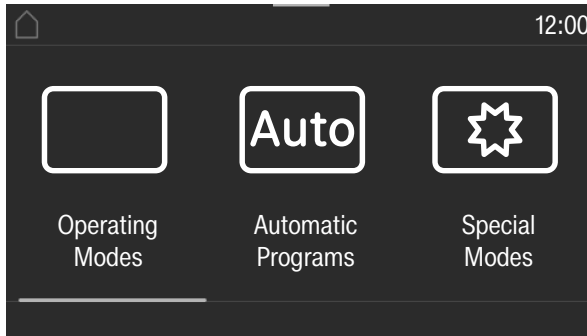 12:00
Auto
Operating
Modes
Automatic
Programs
Special
Modes